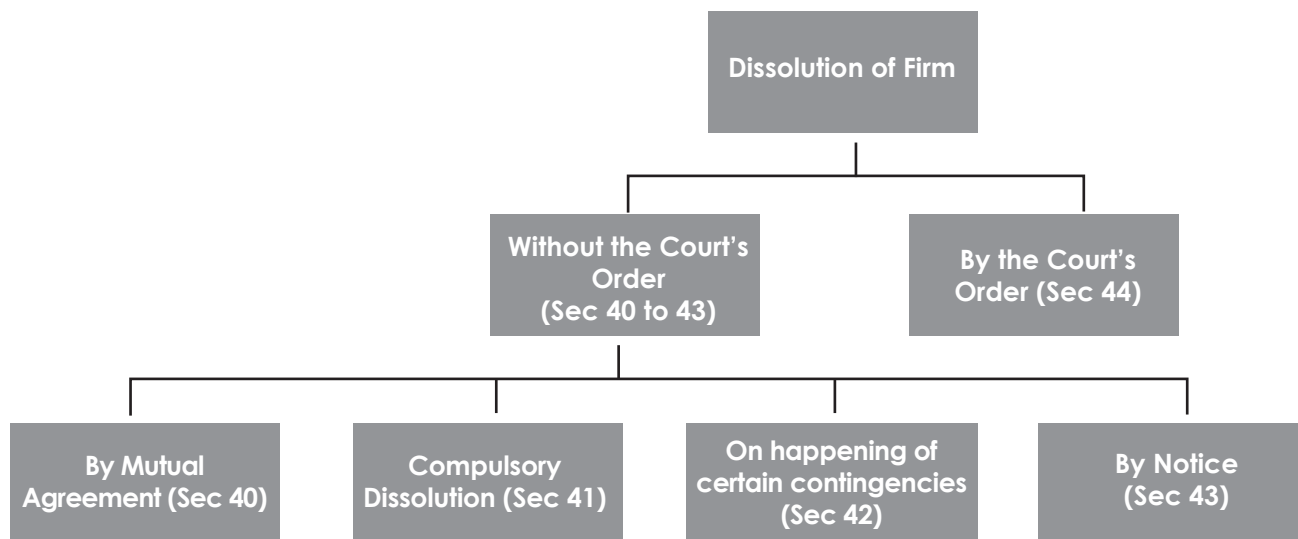 Dissolution of Firm
Without the Court's
Order
(Sec 40 to 43)
By the Court's
Order (Sec 44)
By Mutual
Agreement (Sec 40)
Compulsory
Dissolution (Sec 41)
On happening of
certain contingencies
(Sec 42)
By Notice
(Sec 43)